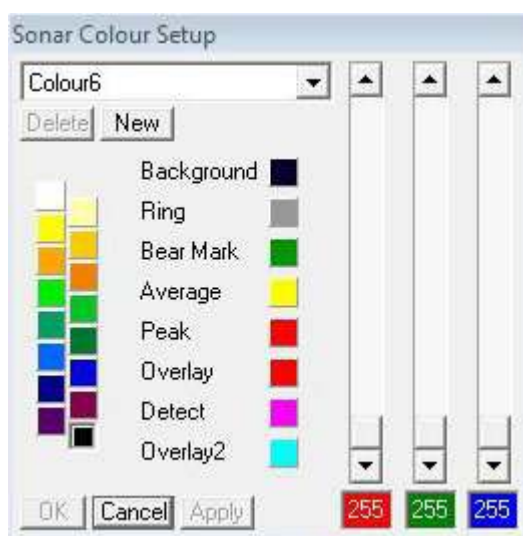 Sonar Colour Setup
Colour6
Delete New
Background
Ring
Bear Mark
Average
Peak
Overlay
Detect
Overlay2
OK Cancel Apply
255 255 255